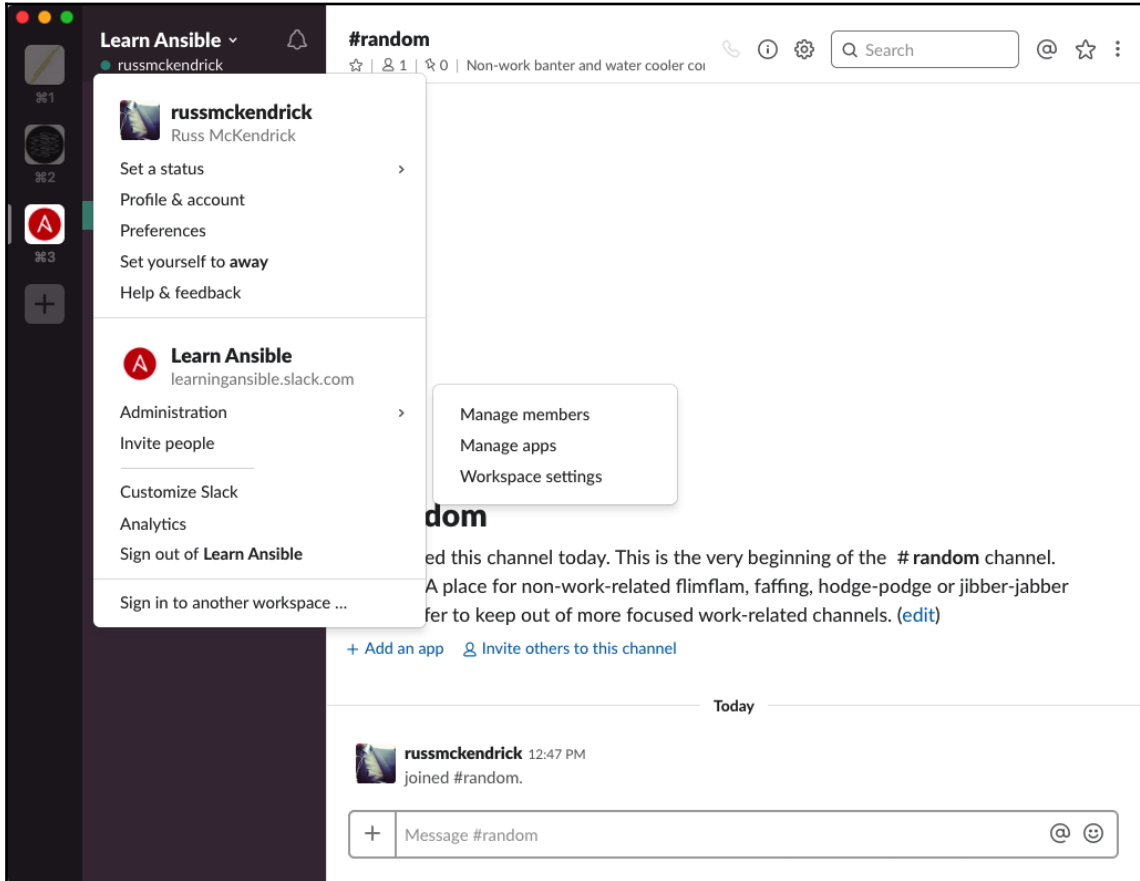 Learn Ansible
russmckendrick
#random
1 | 0 | Non-work banter and water cooler co
Search
⌘1
⌘2
⌘3
russmckendrick
Russ McKendrick
Set a status
Profile & account
Preferences
Set yourself to away
Help & feedback
Learn Ansible
learningansible.slack.com
Administration
Invite people
Customize Slack
Analytics
Sign out of Learn Ansible
Sign in to another workspace ...
Manage members
Manage apps
Workspace settings
dom
ed this channel today. This is the very beginning of the # random channel.
A place for non-work-related flimflam, faffing, hodge-podge or jibber-jabber
fer to keep out of more focused work-related channels. (edit)
+ Add an app Invite others to this channel
Today
russmckendrick 12:47 PM
joined #random.
+ Message #random